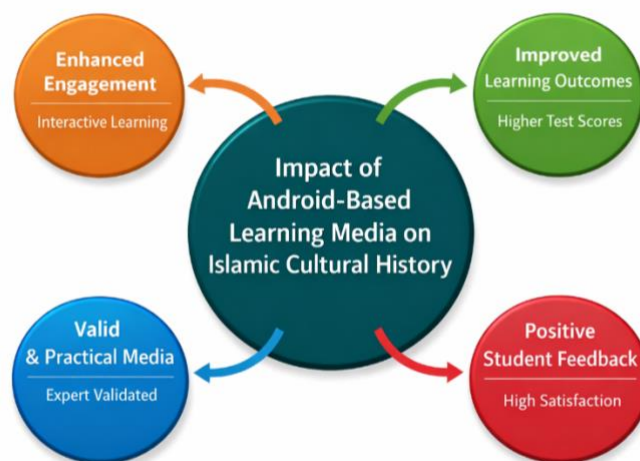 Enhanced
Engagement
Interactive Learning
Improved
Learning Outcomes
Higher Test Scores
Impact of
Android-Based
Learning Media on
Islamic Cultural History
Valid
& Practical Media
Expert Validated
Positive
Student Feedback
High Satisfaction